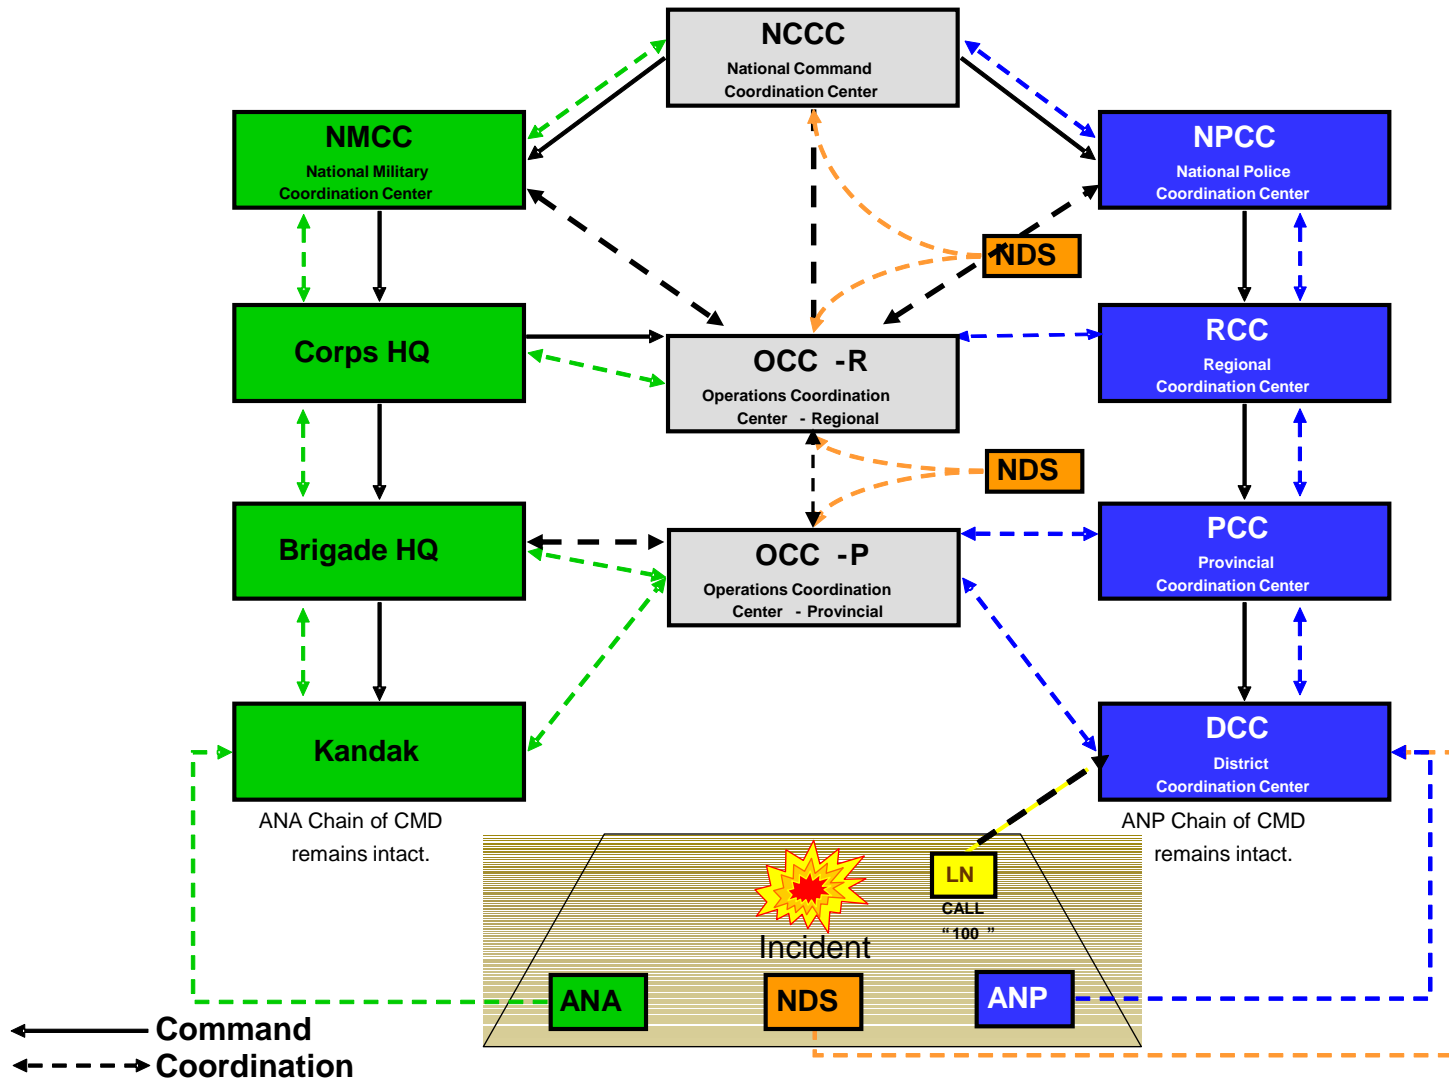 NCCC
National Command
Coordination Center
NMCC
National Military
Coordination Center
NPCC
National Police
Coordination Center
NDS
Corps HQ
OCC -R
Operations Coordination
Center - Regional
RCC
Regional
Coordination Center
NDS
Brigade HQ
OCC -P
Operations Coordination
Center - Provincial
PCC
Provincial
Coordination Center
Kandak
DCC
District
Coordination Center
ANA Chain of CMD
remains intact.
ANP Chain of CMD
remains intact.
LN
CALL
“100 ”
Incident
ANA
NDS
ANP
Command
Coordination